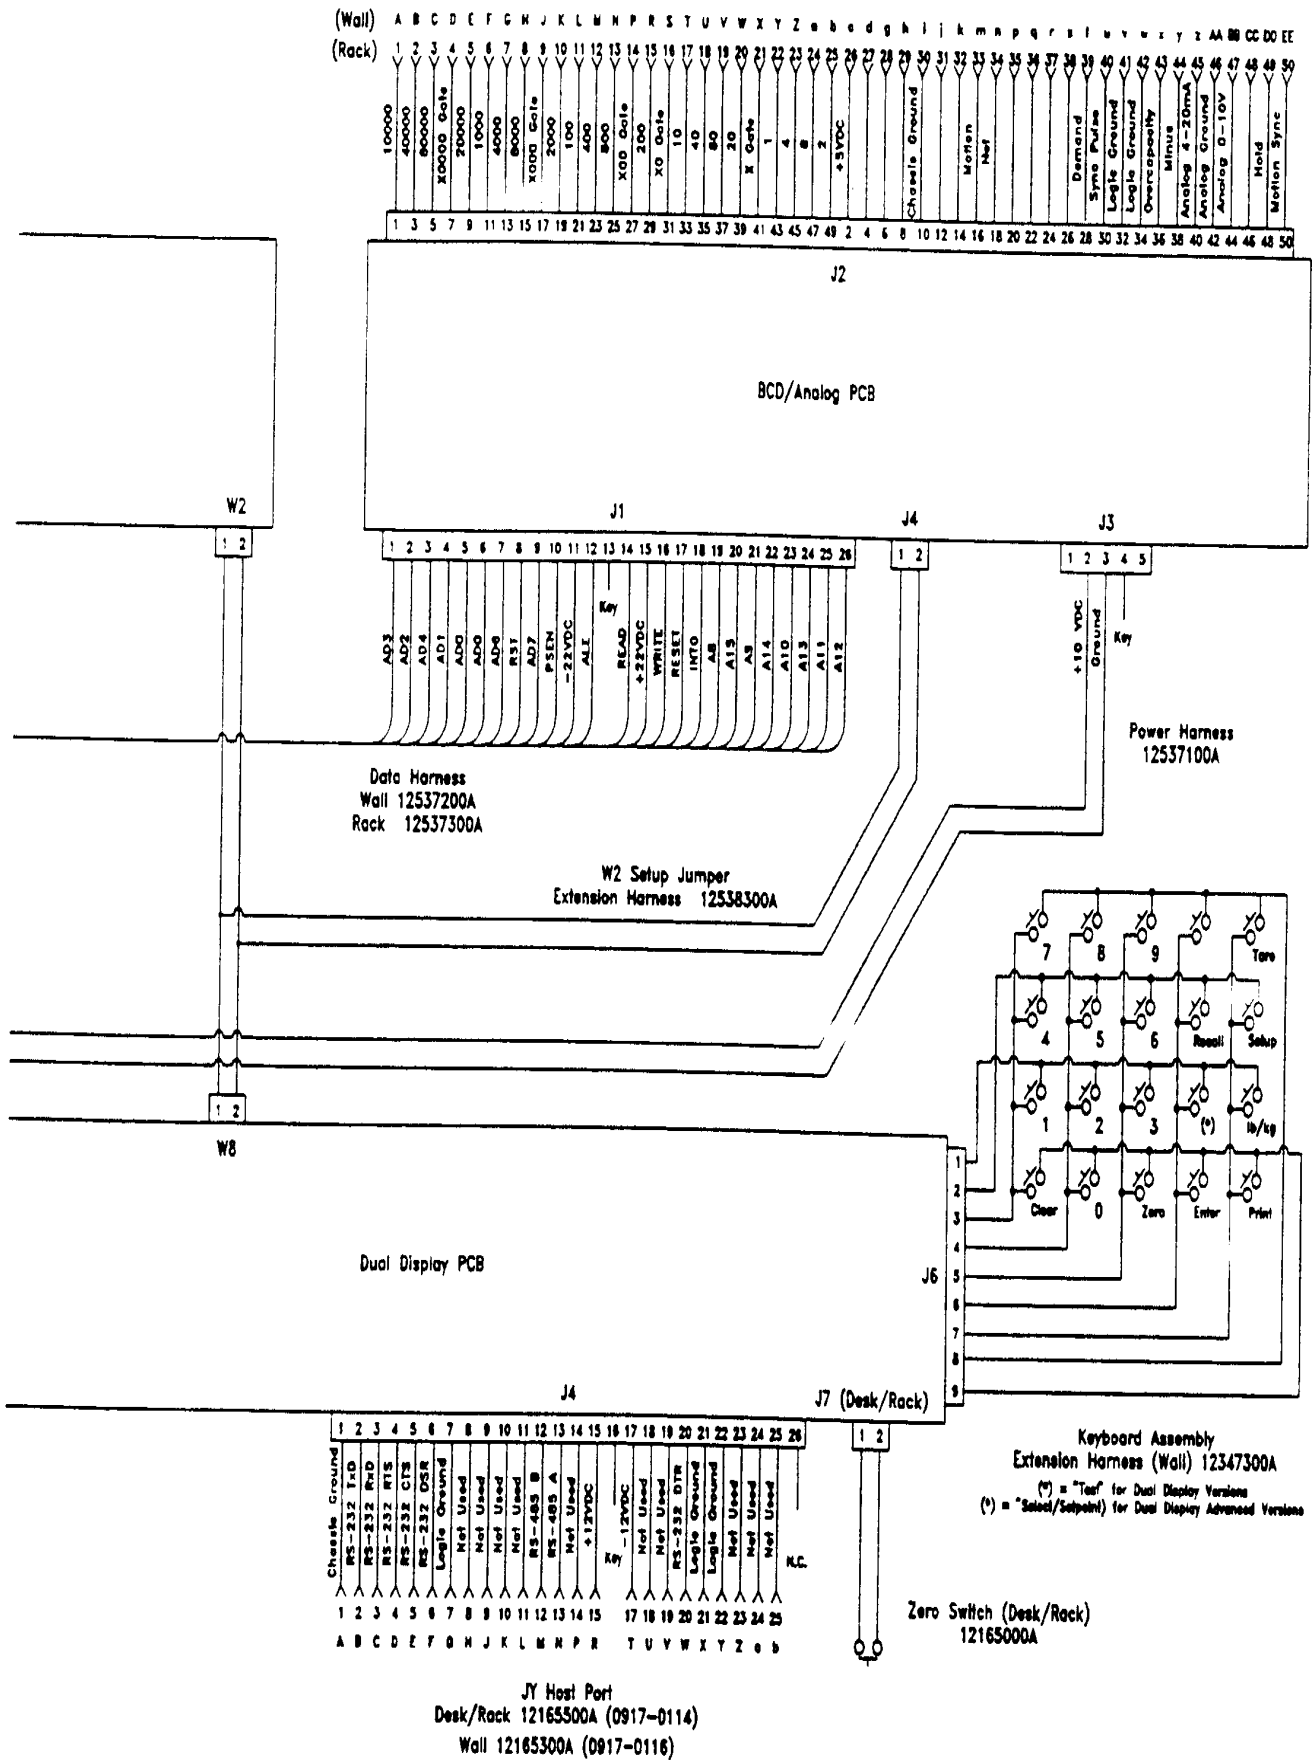 (Wall) A B C D E F G H J K L M N P R S T U V W X Y Z a b c d g h i j k m n p q r s t u v w x y z AA BB CC DD EE
(Rack) 1 2 3 4 5 6 7 8 9 10 11 12 13 14 15 16 17 18 19 20 21 22 23 24 25 26 27 28 29 30 31 32 33 34 35 36 37 38 39 40 41 42 43 44 45 46 47 48 49 50
10000
40000
80000
X0000 Gate
20000
1000
4000
8000
X000 Gate
2000
100
400
800
X00 Gate
200
X0 Gate
10
40
80
20
X Gate
1
4
8
2
+5VDC
Chassis Ground
Motion
Net
Demand
Sync Pulse
Logic Ground
Logic Ground
Overcapacity
Minus
Analog 4-20mA
Analog Ground
Analog 0-10V
Hold
Motion Sync
1 3 5 7 9 11 13 15 17 19 21 23 25 27 29 31 33 35 37 39 41 43 45 47 49 2 4 6 8 10 12 14 16 18 20 22 24 26 28 30 32 34 36 38 40 42 44 46 48 50
J2
BCD/Analog PCB
W2
J1
J4
J3
1 2
1 2 3 4 5 6 7 8 9 10 11 12 13 14 15 16 17 18 19 20 21 22 23 24 25 26
1 2
1 2 3 4 5
AD3
AD2
AD4
AD1
AD6
RST
AD7
PSEN
-22VDC
ALE
Key
READ
+22VDC
WRITE
RESET
INT0
A8
A15
A9
A14
A10
A13
A11
A12
+10 VDC
Ground
Key
Power Harness
12537100A
Data Harness
Wall 12537200A
Rack 12537300A
W2 Setup Jumper
Extension Harness 12538300A
7 8 9 Tare
4 5 6 Recall Setup
1 2 3 (*) lb/kg
Clear 0 Zero Enter Print
1 2
W8
Dual Display PCB
J6
1
2
3
4
5
6
7
8
9
J4
J7 (Desk/Rack)
1 2 3 4 5 6 7 8 9 10 11 12 13 14 15 16 17 18 19 20 21 22 23 24 25 26
1 2
Chassis Ground
RS-232 TxD
RS-232 RxD
RS-232 RTS
RS-232 CTS
RS-232 DSR
Logic Ground
Not Used
Not Used
Not Used
Not Used
RS-485 B
RS-485 A
Not Used
+12VDC
Key
-12VDC
Not Used
Not Used
RS-232 DTR
Logic Ground
Logic Ground
Not Used
Not Used
Not Used
N.C.
1 2 3 4 5 6 7 8 9 10 11 12 13 14 15 17 18 19 20 21 22 23 24 25
A B C D E F G H J K L M N P R T U V W X Y Z a b
Keyboard Assembly
Extension Harness (Wall) 12347300A
(*) = "Test" for Dual Display Versions
(*) = "Select/Setpoint) for Dual Display Advanced Versions
Zero Switch (Desk/Rack)
12165000A
JY Host Port
Desk/Rack 12165500A (0917-0114)
Wall 12165300A (0917-0116)